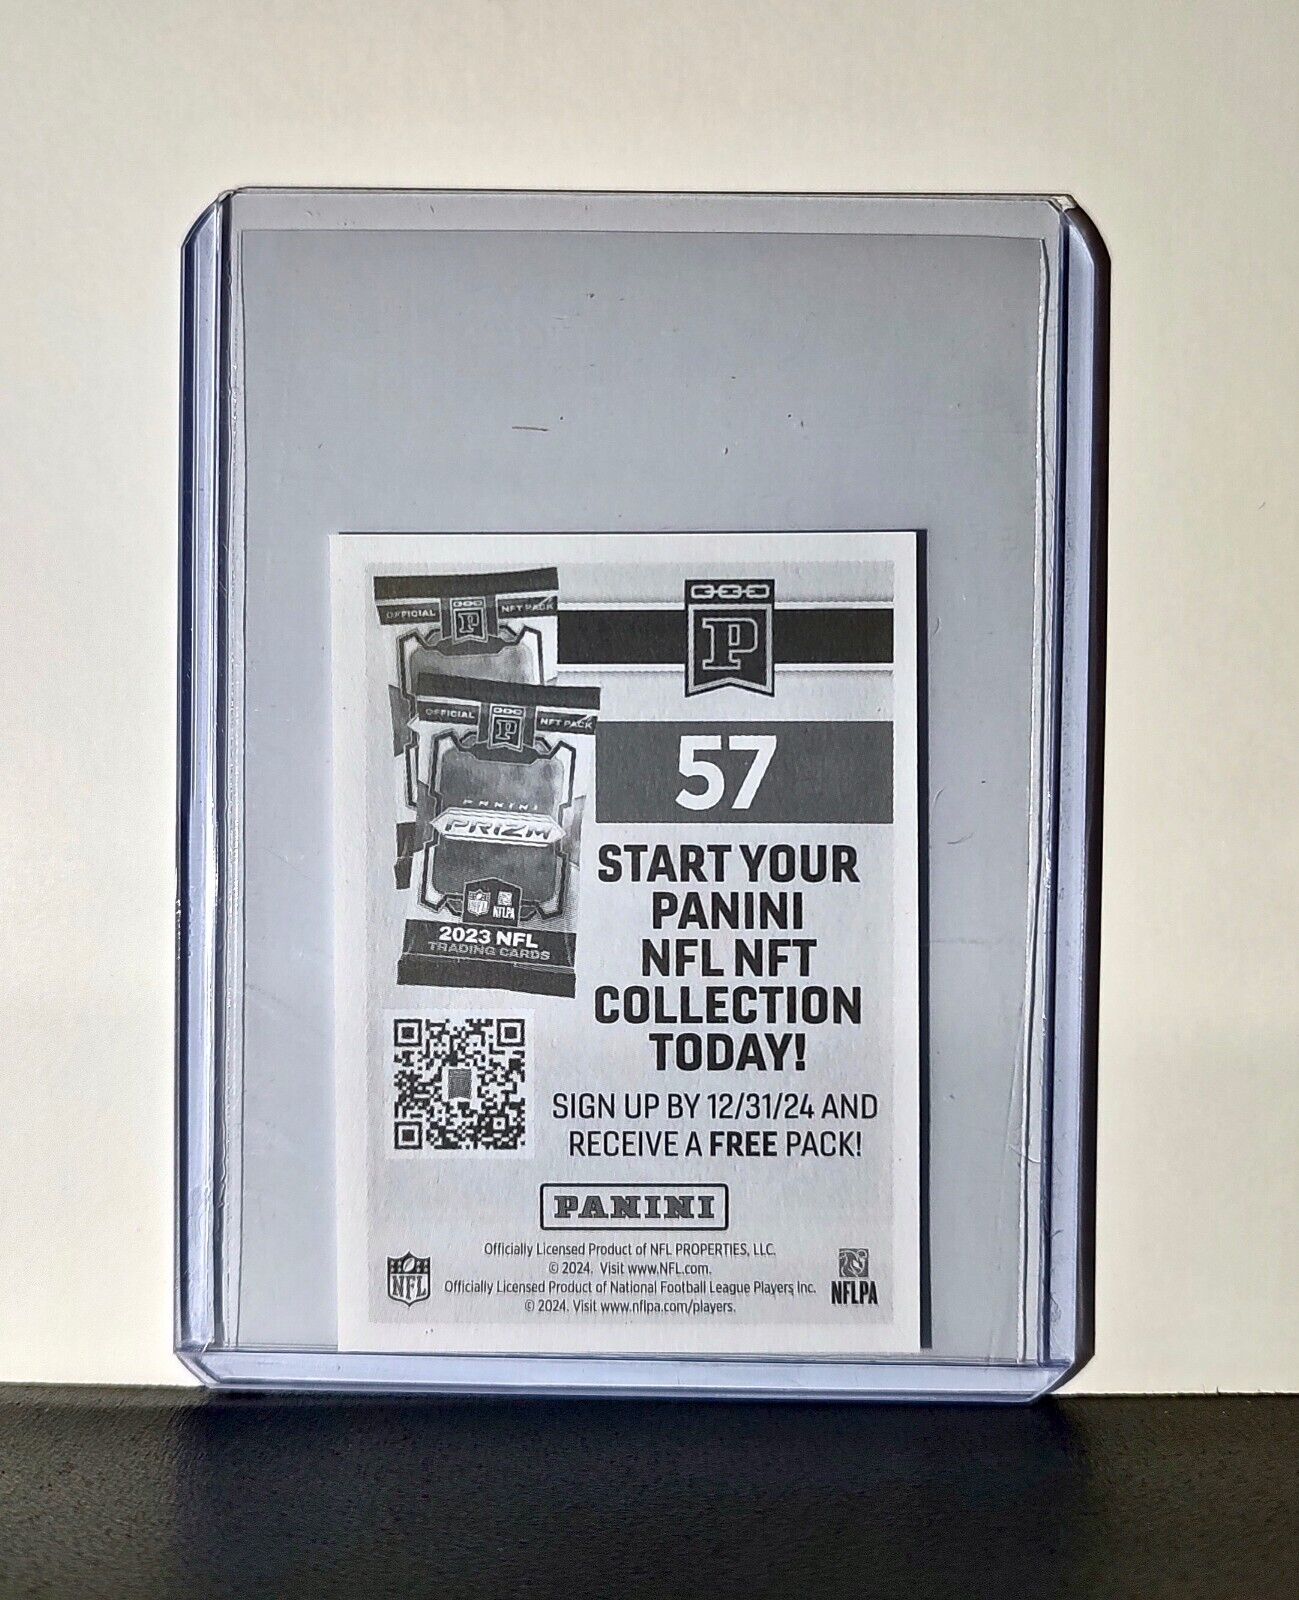 OFFICIAL
P
NFT PACK
OFFICIAL
P
NFT PACK
PANINI
PRIZM
NFL
NFLPA
2023 NFL
TRADING CARDS
P
57
START YOUR
PANINI
NFL NFT
COLLECTION
TODAY!
SIGN UP BY 12/31/24 AND
RECEIVE A FREE PACK!
PANINI
Officially Licensed Product of NFL PROPERTIES, LLC.
© 2024. Visit www.NFL.com.
Officially Licensed Product of National Football League Players Inc.
© 2024. Visit www.nflpa.com/players.
NFL
NFLPA